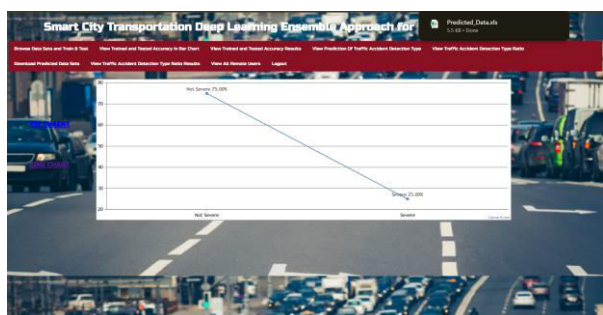 Smart City Transportation Deep Learning Ensemble Approach for
Predicted_Data.xls
5.5 KB • Done
Browse Data Sets and Train & Test View Trained and Tested Accuracy in Bar Chart View Trained and Tested Accuracy Results View Prediction Of Traffic Accident Detection Type View Traffic Accident Detection Type Ratio
Download Predicted Data Sets View Traffic Accident Detection Type Ratio Results View All Remote Users Logout
80
Not Severe 75.00%
70
60
PIE CHART
50
40
LINE CHART
30
Severe 25.00%
20
Not Severe Severe